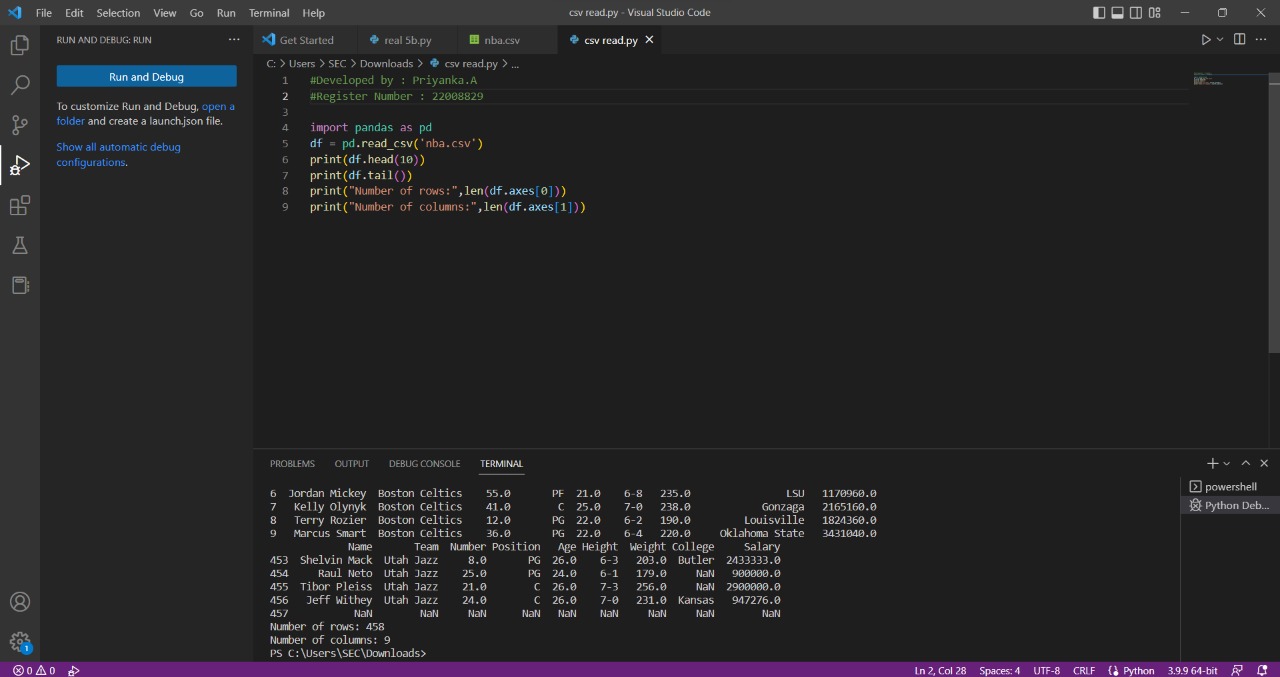 File Edit Selection View Go Run Terminal Help csv read.py - Visual Studio Code
RUN AND DEBUG: RUN ...
Get Started real 5b.py nba.csv csv read.py
C: > Users > SEC > Downloads > csv read.py > ...
Run and Debug
To customize Run and Debug, open a
folder and create a launch.json file.
Show all automatic debug
configurations.
1 #Developed by : Priyanka.A
2 #Register Number : 22008829
3
4 import pandas as pd
5 df = pd.read_csv('nba.csv')
6 print(df.head(10))
7 print(df.tail())
8 print("Number of rows:",len(df.axes[0]))
9 print("Number of columns:",len(df.axes[1]))
PROBLEMS OUTPUT DEBUG CONSOLE TERMINAL
powershell
Python Deb...
6 Jordan Mickey Boston Celtics 55.0 PF 21.0 6-8 235.0 LSU 1170960.0
7 Kelly Olynyk Boston Celtics 41.0 C 25.0 7-0 238.0 Gonzaga 2165160.0
8 Terry Rozier Boston Celtics 12.0 PG 22.0 6-2 190.0 Louisville 1824360.0
9 Marcus Smart Boston Celtics 36.0 PG 22.0 6-4 220.0 Oklahoma State 3431040.0
Name Team Number Position Age Height Weight College Salary
453 Shelvin Mack Utah Jazz 8.0 PG 26.0 6-3 203.0 Butler 2433333.0
454 Raul Neto Utah Jazz 25.0 PG 24.0 6-1 179.0 NaN 900000.0
455 Tibor Pleiss Utah Jazz 21.0 C 26.0 7-3 256.0 NaN 2900000.0
456 Jeff Withey Utah Jazz 24.0 C 26.0 7-0 231.0 Kansas 947276.0
457 NaN NaN NaN NaN NaN NaN NaN NaN NaN
Number of rows: 458
Number of columns: 9
PS C:\Users\SEC\Downloads>
1
0 0 Ln 2, Col 28 Spaces: 4 UTF-8 CRLF Python 3.9.9 64-bit